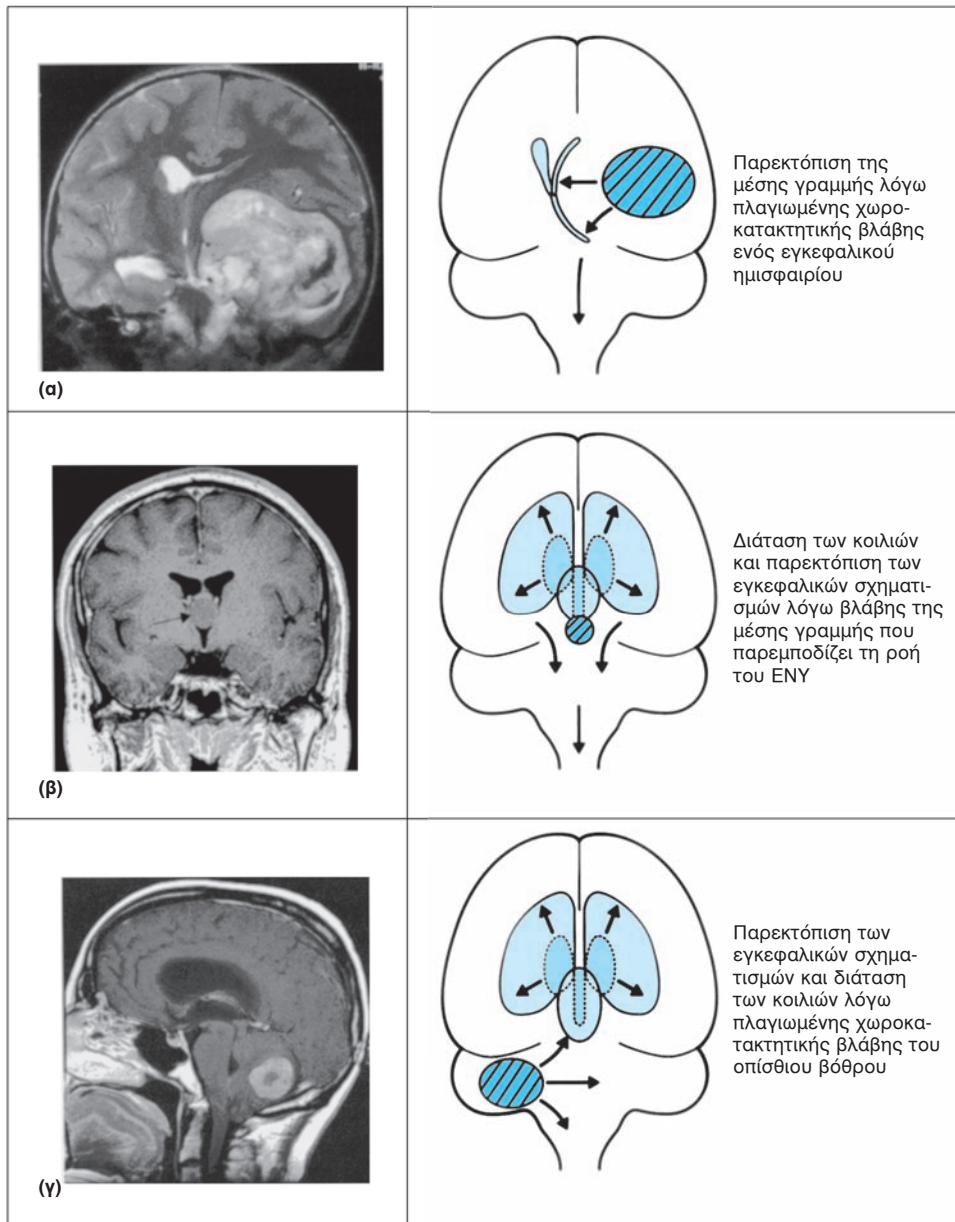 Παρεκτόπιση της
μέσης γραμμής λόγω
πλαγιωμένης χωρο-
κατακτητικής βλάβης
ενός εγκεφαλικού
ημισφαιρίου
(α)
Διάταση των κοιλιών
και παρεκτόπιση των
εγκεφαλικών σχηματι-
σμών λόγω βλάβης της
μέσης γραμμής που
παρεμποδίζει τη ροή
του ΕΝΥ
(β)
Παρεκτόπιση των
εγκεφαλικών σχημα-
τισμών και διάταση
των κοιλιών λόγω
πλαγιωμένης χωροκα-
τακτητικής βλάβης του
οπίσθιου βόθρου
(γ)